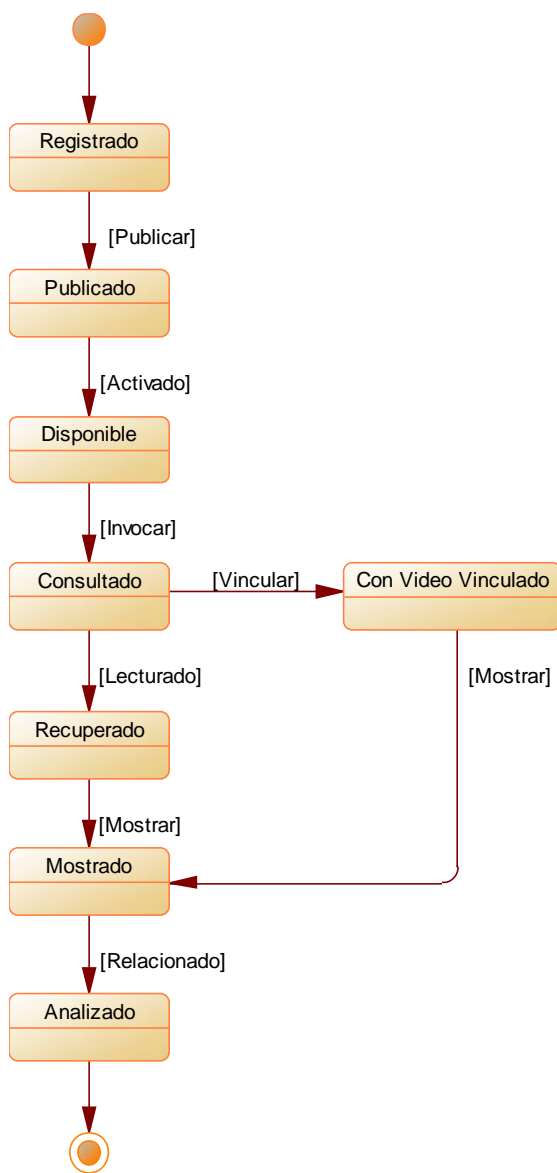 Registrado
[Publicar]
Publicado
[Activado]
Disponible
[Invocar]
Consultado
[Vincular]
Con Video Vinculado
[Lecturado]
[Mostrar]
Recuperado
[Mostrar]
Mostrado
[Relacionado]
Analizado